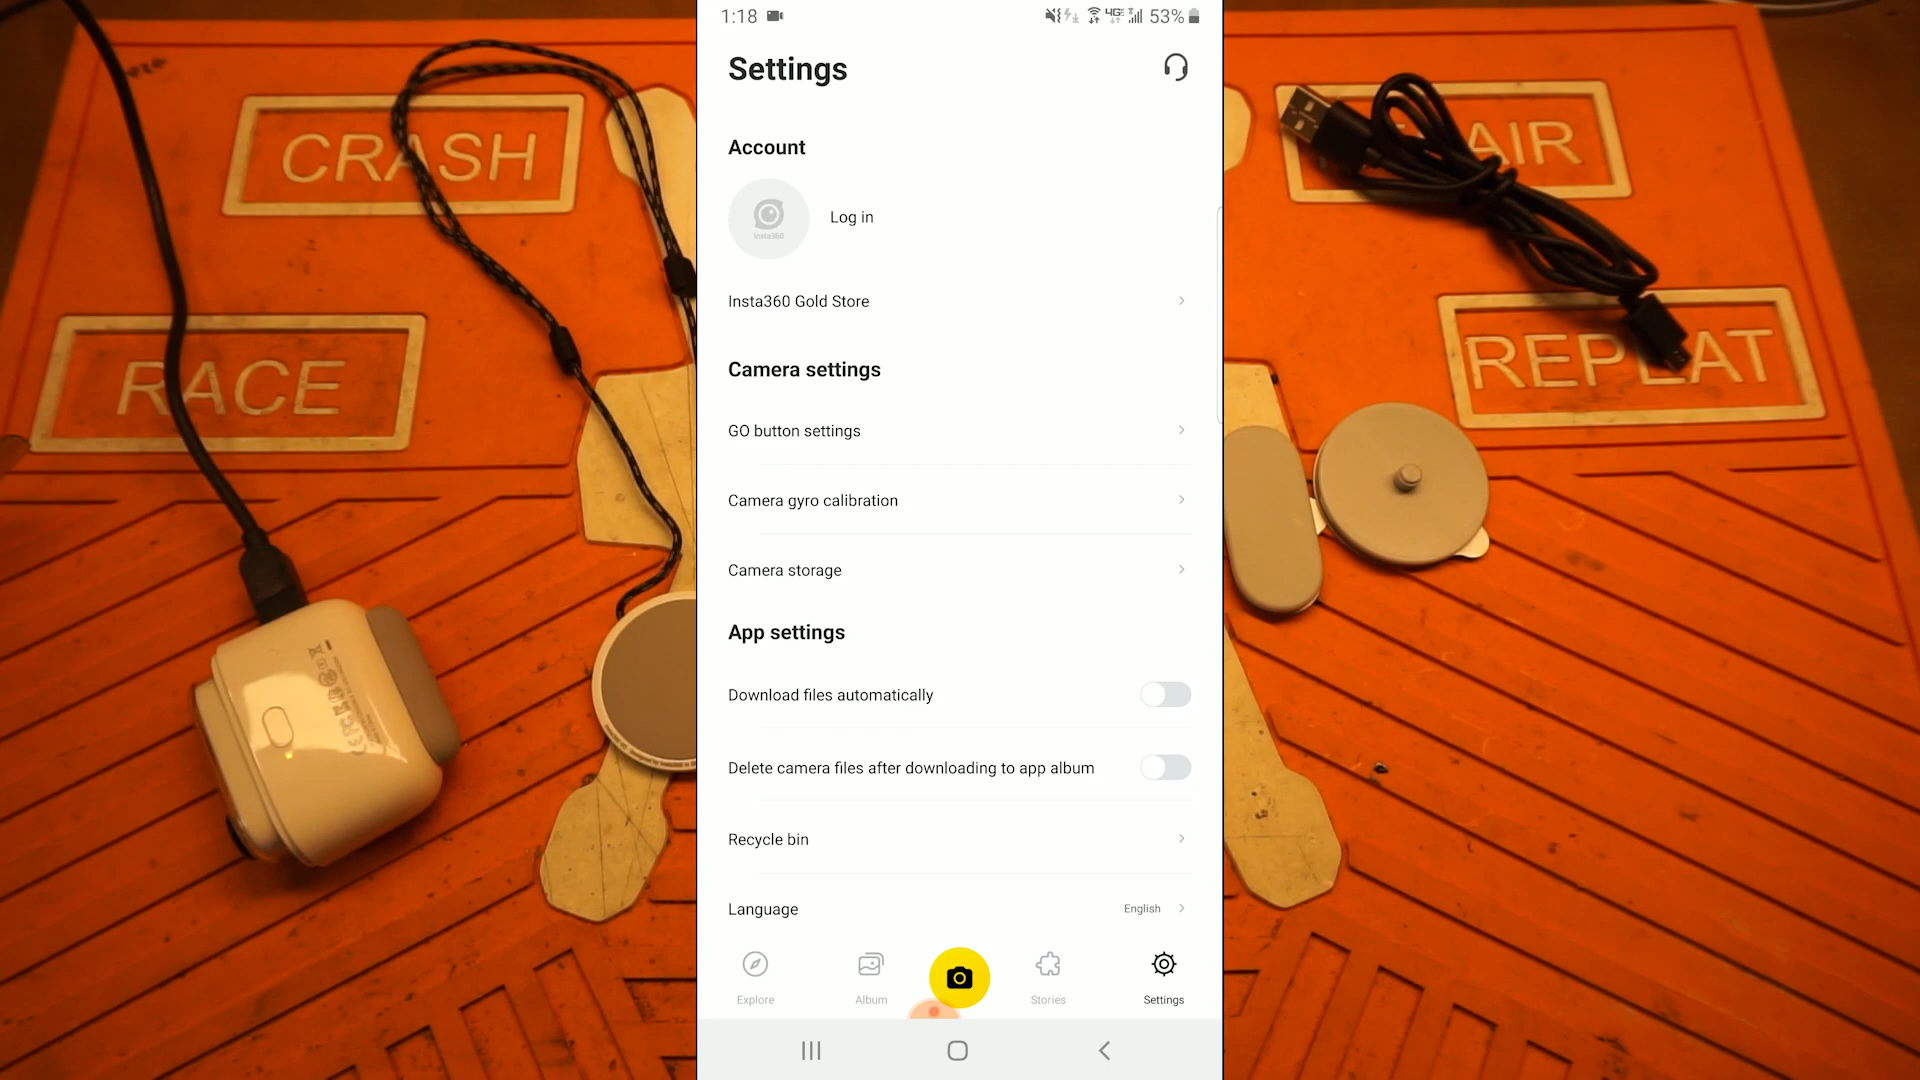 1:18
4G
53%
Settings
Account
Insta360
Log in
Insta360 Gold Store
Camera settings
GO button settings
Camera gyro calibration
Camera storage
App settings
Download files automatically
Delete camera files after downloading to app album
Recycle bin
Language
English
Explore
Album
Stories
Settings
CRASH
RACE
AIR
REPEAT